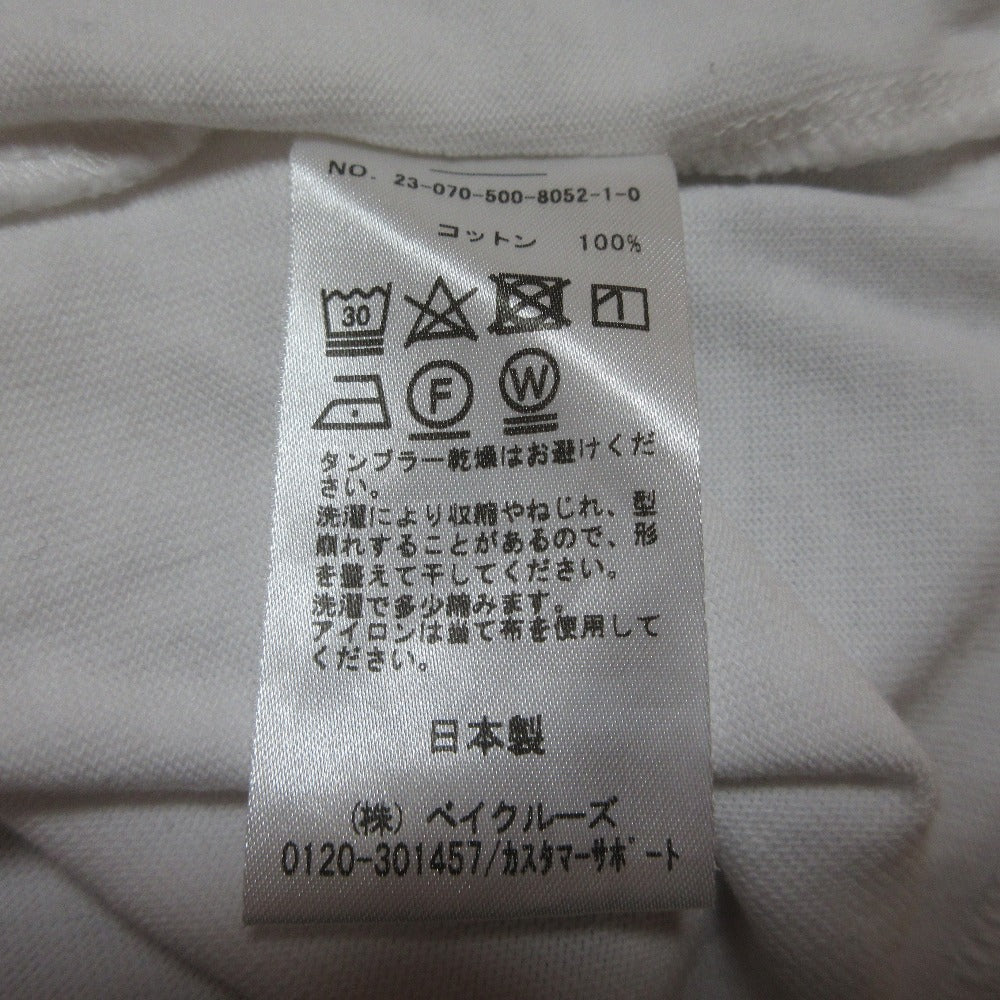 NO. 23-070-500-8052-1-0
コットン 100%
30
F W
タンブラー乾燥はお避けくだ
さい。
洗濯により収縮やねじれ、型
崩れすることがあるので、形
を整えて干してください。
洗濯で多少縮みます。
アイロンは当て布を使用して
ください。
日本製
(株) ベイクルーズ
0120-301457/カスタマーサポート